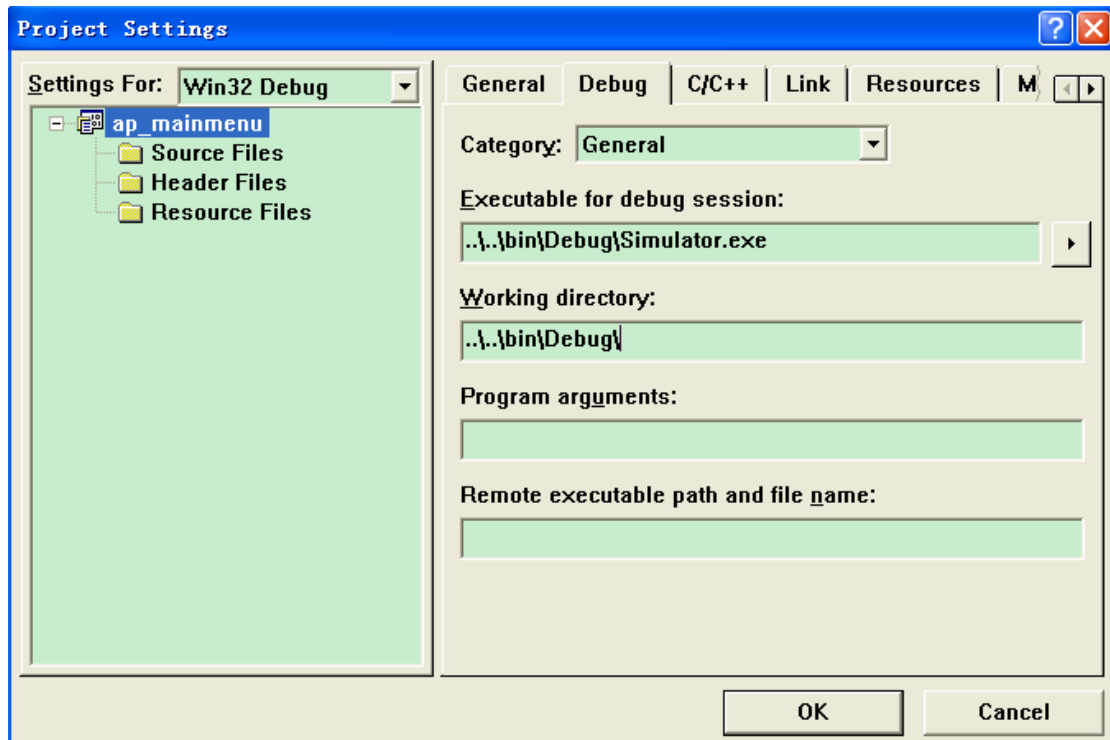 Project Settings
Settings For: Win32 Debug
ap_mainmenu
Source Files
Header Files
Resource Files
General Debug C/C++ Link Resources M
Category: General
Executable for debug session:
..\..\bin\Debug\Simulator.exe
Working directory:
..\..\bin\Debug\
Program arguments:
Remote executable path and file name:
OK Cancel